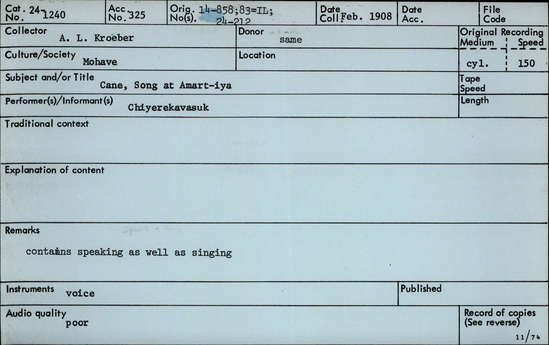 Cat. No. 24-1240 Acc. No. 325 Orig. No(s). 14-858;83=IL; 24-212 Date Coll. Feb. 1908 Date Acc. File Code
Collector A. L. Kroeber Donor same Original Recording Medium Speed
Culture/Society Mohave Location cyl. 150
Subject and/or Title Cane, Song at Amart-iya Tape Speed
Performer(s)/Informant(s) Chiyerekavasuk Length
Traditional context
Explanation of content
Remarks
contains speaking as well as singing
Instruments voice Published
Audio quality poor Record of copies (See reverse)
11/74